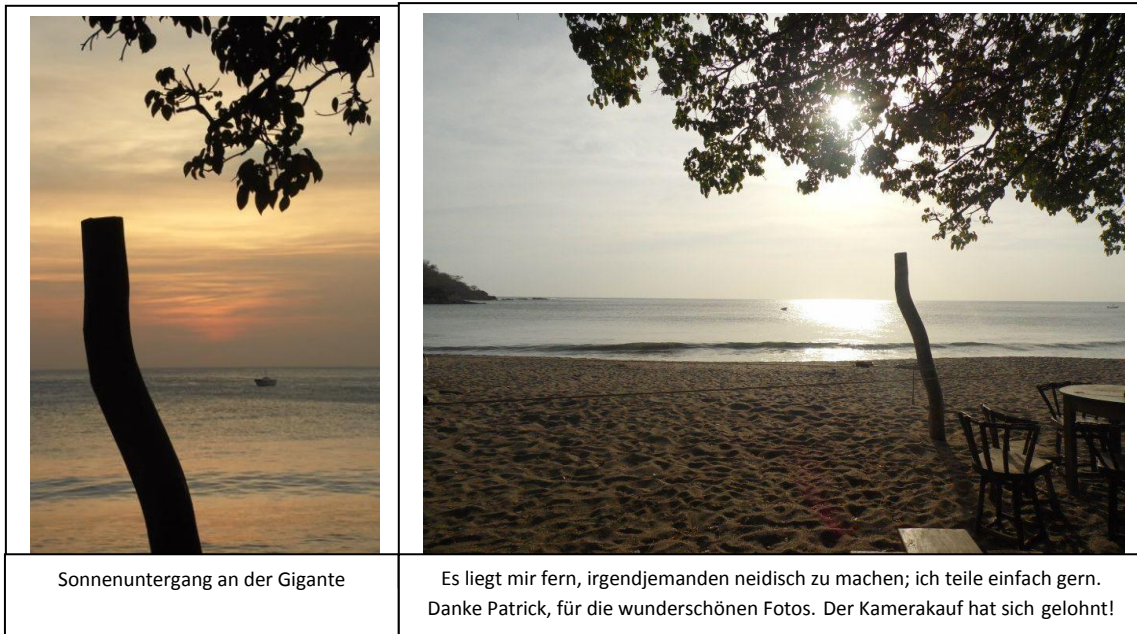 Sonnenuntergang an der Gigante
Es liegt mir fern, irgendjemanden neidisch zu machen; ich teile einfach gern.
Danke Patrick, für die wunderschönen Fotos. Der Kamerakauf hat sich gelohnt!